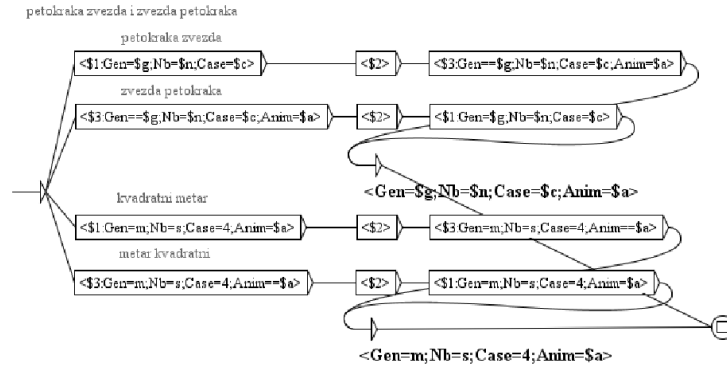 petokraka zvezda i zvezda petokraka
petokraka zvezda
<$1:Gen=$g;Nb=$n;Case=$c> <$2> <$3:Gen==$g;Nb=$n;Case=$c;Anim=$a>
zvezda petokraka
<$3:Gen==$g;Nb=$n;Case=$c;Anim=$a> <$2> <$1:Gen=$g;Nb=$n;Case=$c>
<Gen=$g;Nb=$n;Case=$c;Anim=$a>
kvadratni metar
<$1:Gen=m;Nb=s;Case=4;Anim=$a> <$2> <$3:Gen=m;Nb=s;Case=4;Anim==$a>
metar kvadratni
<$3:Gen=m;Nb=s;Case=4;Anim==$a> <$2> <$1:Gen=m;Nb=s;Case=4;Anim=$a>
<Gen=m;Nb=s;Case=4;Anim=$a>